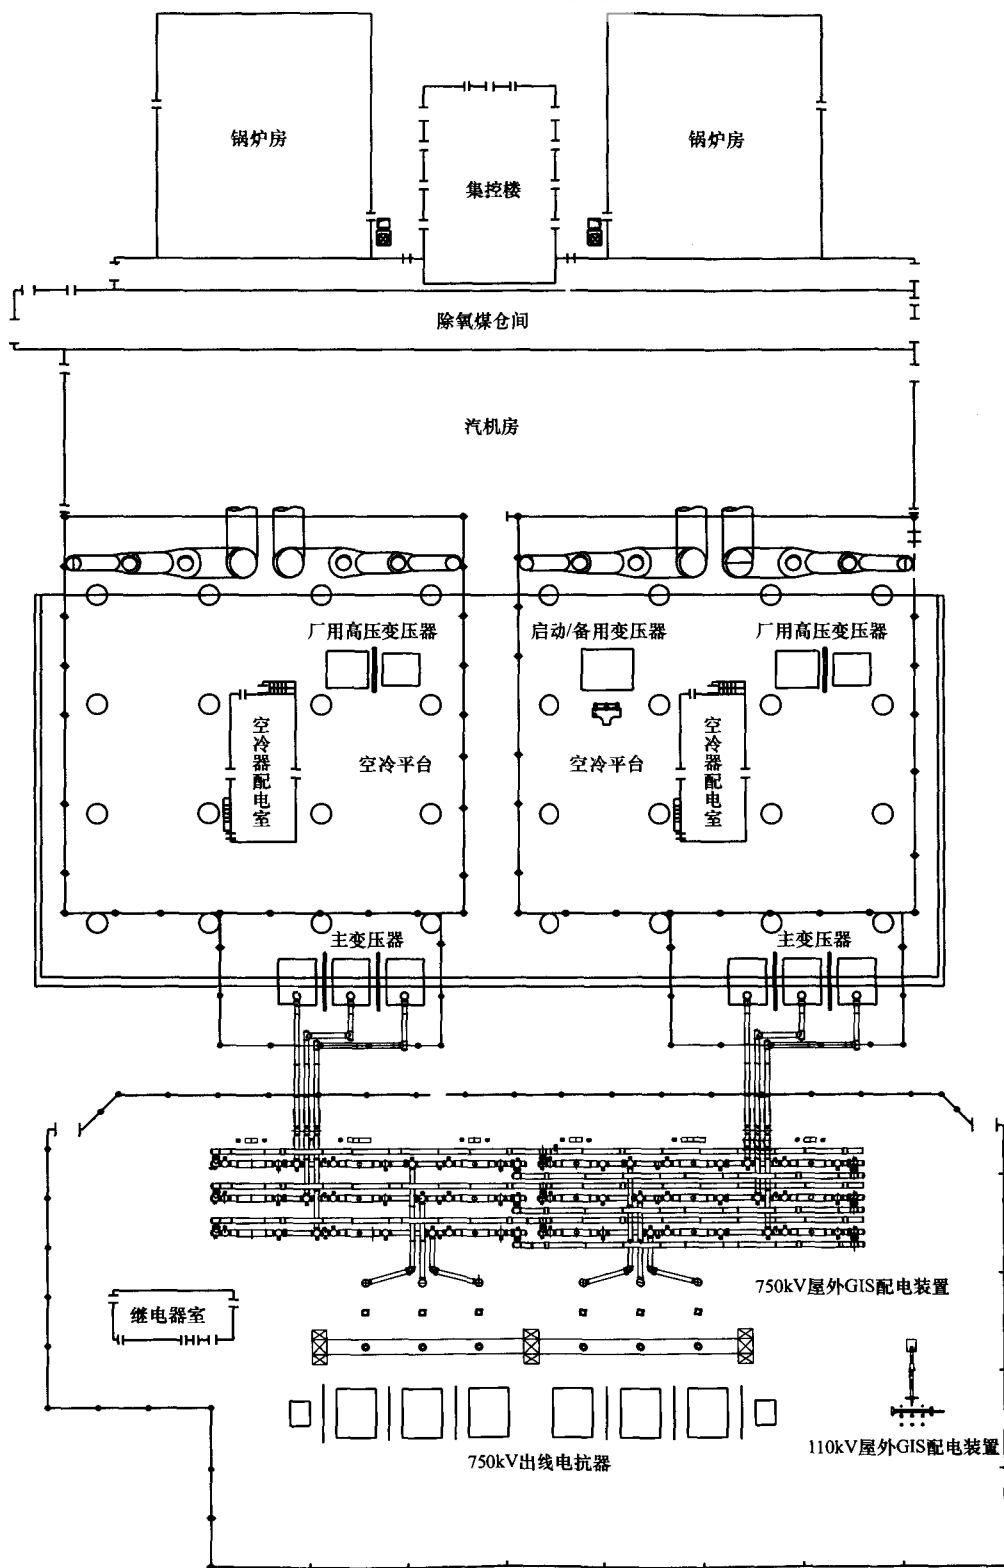 锅炉房
锅炉房
集控楼
除氧煤仓间
汽机房
厂用高压变压器
启动/备用变压器
厂用高压变压器
空冷器配电室
空冷平台
空冷平台
空冷器配电室
主变压器
主变压器
750kV屋外GIS配电装置
继电器室
110kV屋外GIS配电装置
750kV出线电抗器